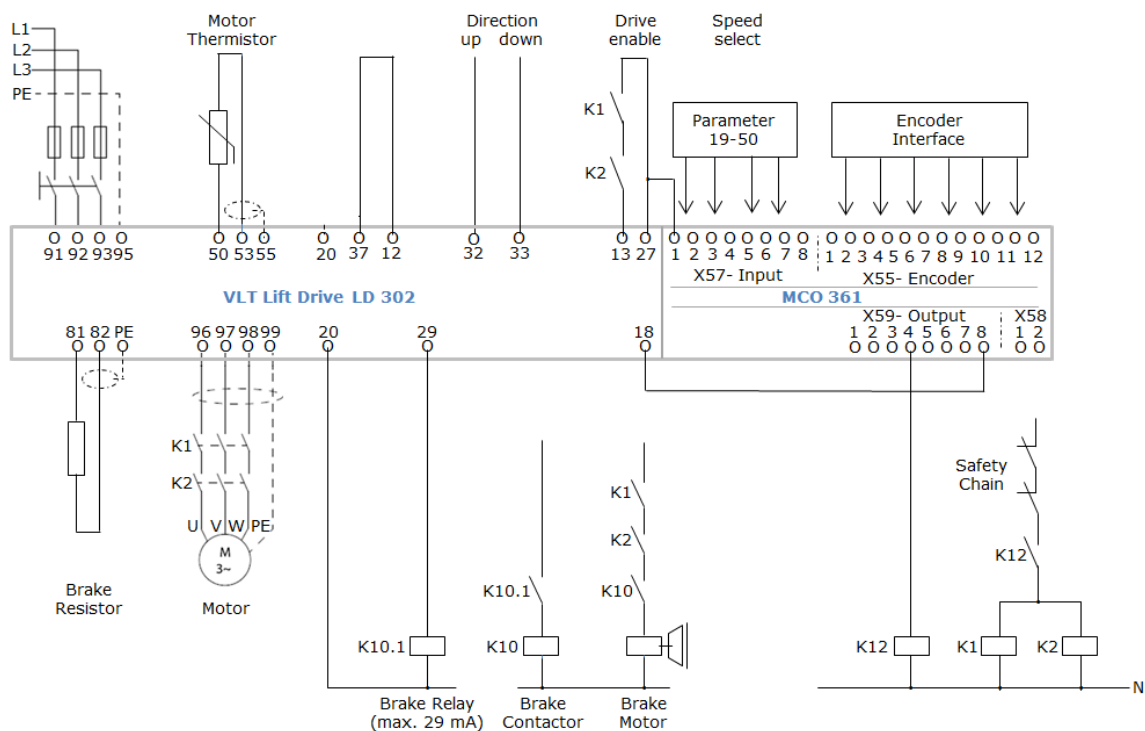 L1
L2
L3
PE
Motor
Thermistor
Direction
up down
Drive
enable
Speed
select
K1
K2
Parameter
19-50
Encoder
Interface
91 92 93 95
50 53 55
20
37 12
32 33
13 27
1 2 3 4 5 6 7 8
1 2 3 4 5 6 7 8 9 10 11 12
X57- Input
X55- Encoder
VLT Lift Drive LD 302
MCO 361
X59- Output
X58
81 82 PE
96 97 98 99
20
29
18
1 2 3 4 5 6 7 8
1 2
K1
K2
U V W PE
M
3~
Brake
Resistor
Motor
K10.1
Brake Relay
(max. 29 mA)
K10.1
K10
Brake
Contactor
K1
K2
K10
Brake
Motor
Safety
Chain
K12
K12
K1
K2
N